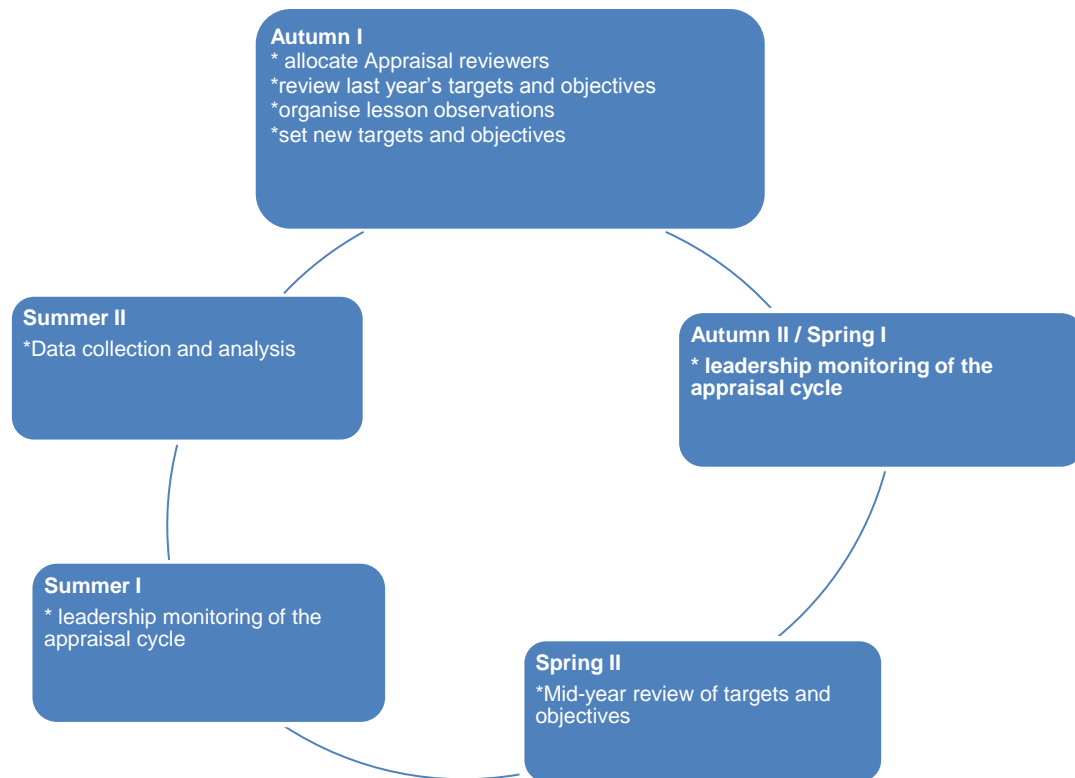 Autumn I
* allocate Appraisal reviewers
*review last year’s targets and objectives
*organise lesson observations
*set new targets and objectives
Autumn II / Spring I
* leadership monitoring of the
appraisal cycle
Spring II
*Mid-year review of targets and
objectives
Summer I
* leadership monitoring of the
appraisal cycle
Summer II
*Data collection and analysis